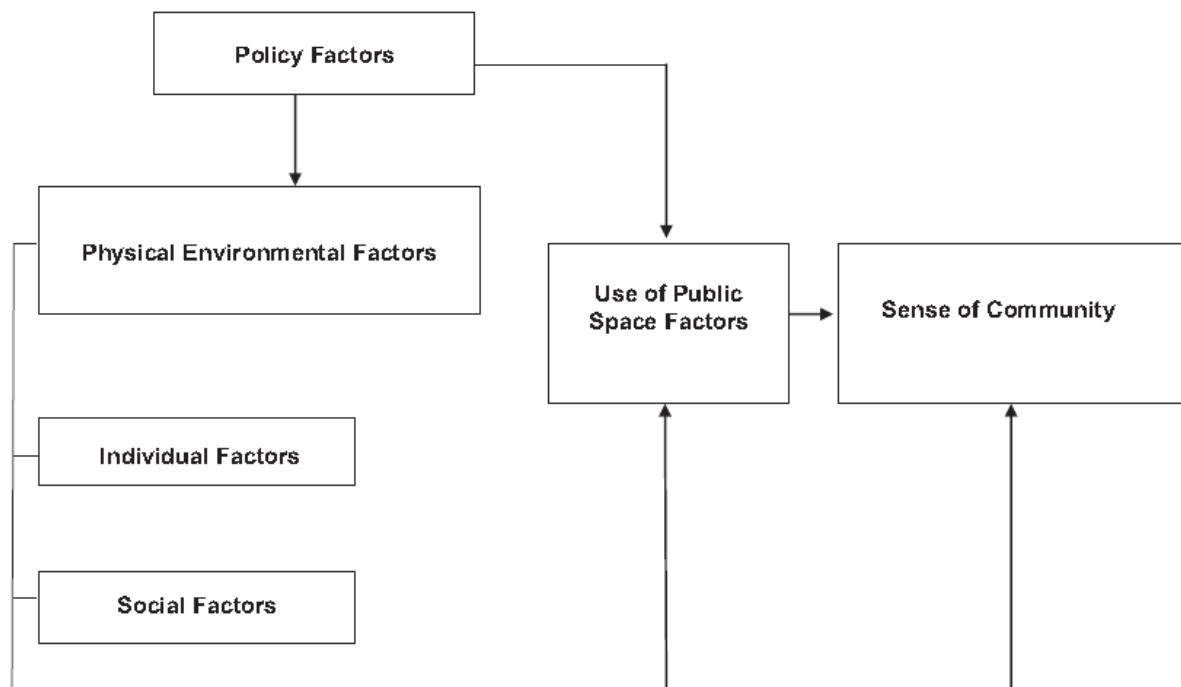 Policy Factors
Physical Environmental Factors
Use of Public
Space Factors
Sense of Community
Individual Factors
Social Factors